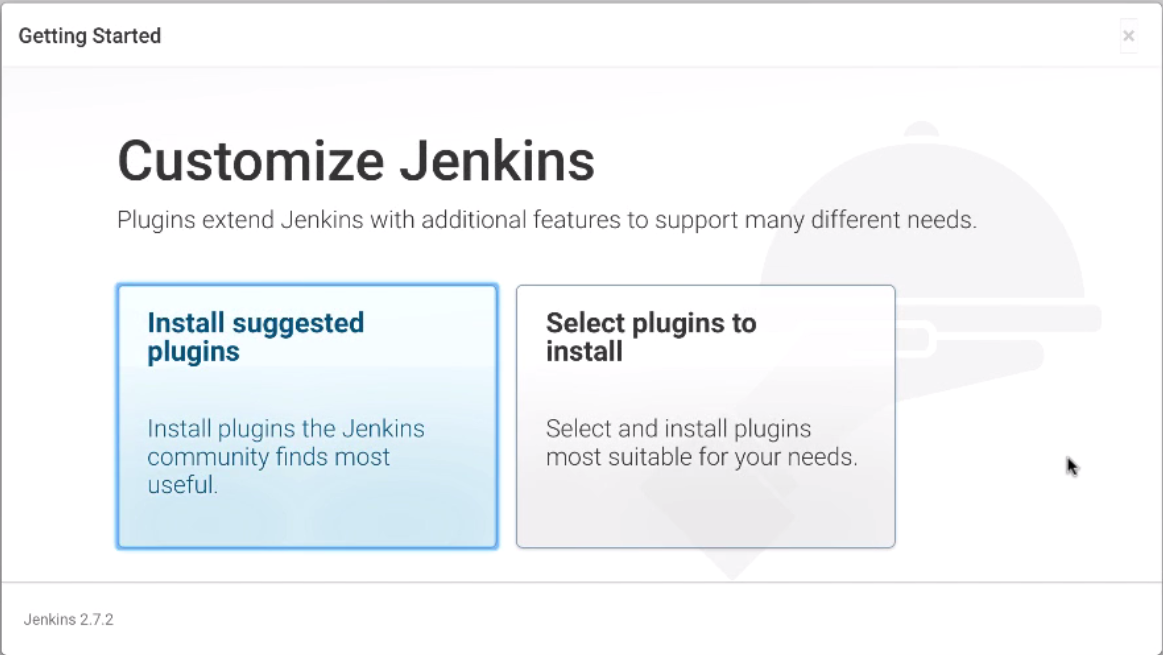 Getting Started
×
Customize Jenkins
Plugins extend Jenkins with additional features to support many different needs.
Install suggested
plugins
Install plugins the Jenkins
community finds most
useful.
Select plugins to
install
Select and install plugins
most suitable for your needs.
Jenkins 2.7.2